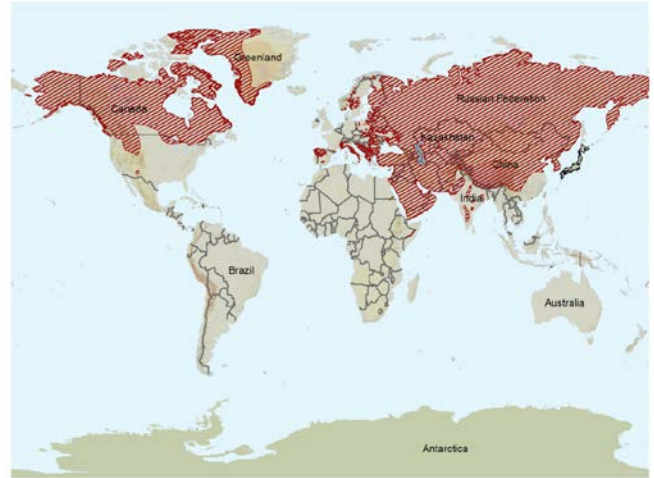 Greenland
Canada
Russian Federation
Kazakhstan
China
India
Brazil
Australia
Antarctica